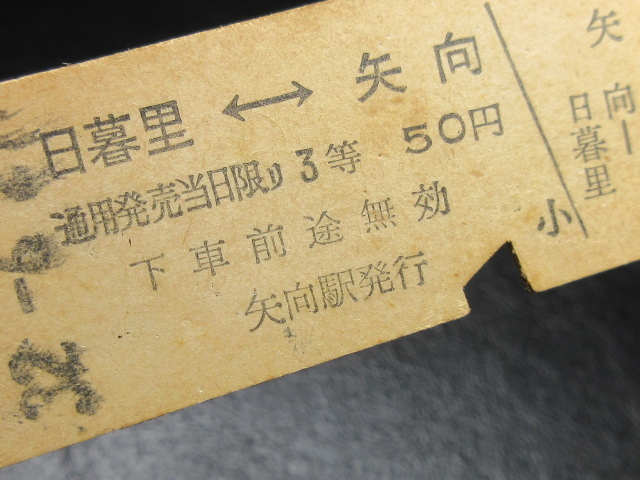 日暮里 ↔ 矢向
通用発売当日限り 3等 50円
下車前途無効
矢向駅発行
小
矢向―
日暮里